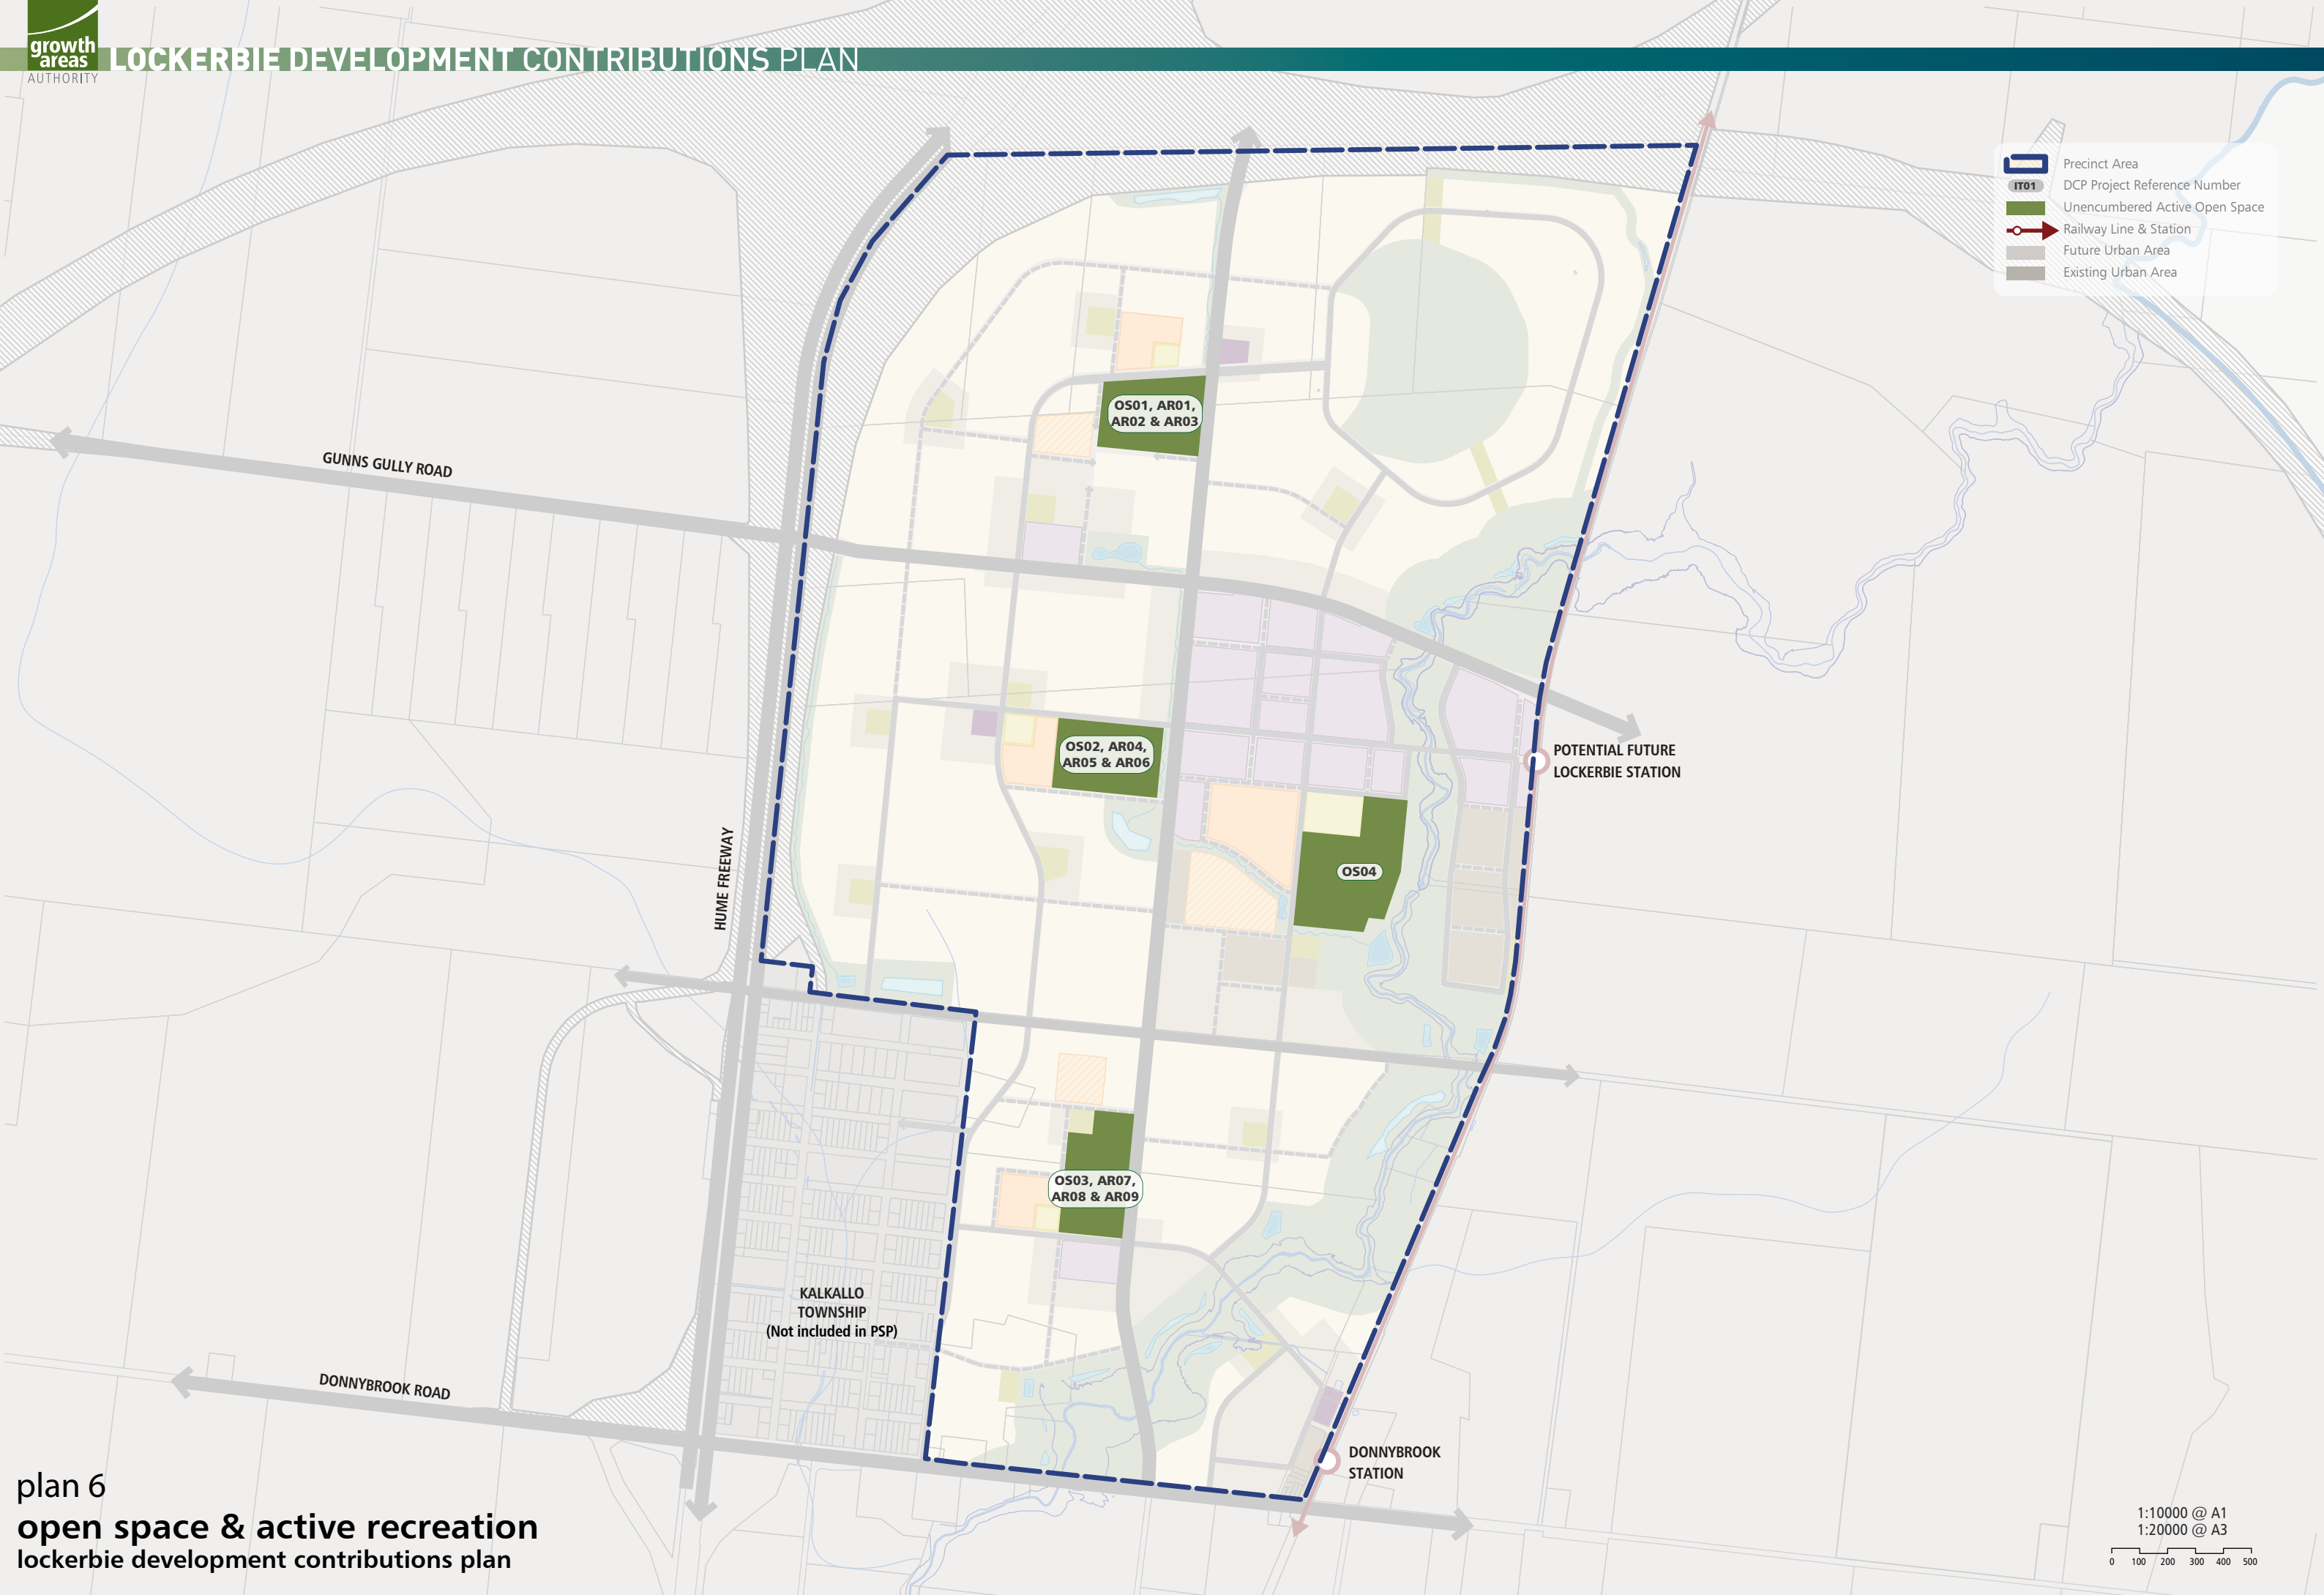 growth
areas
AUTHORITY
LOCKERBIE DEVELOPMENT CONTRIBUTIONS PLAN
Precinct Area
IT01 DCP Project Reference Number
Unencumbered Active Open Space
Railway Line & Station
Future Urban Area
Existing Urban Area
OS01, AR01,
AR02 & AR03
GUNNS GULLY ROAD
OS02, AR04,
AR05 & AR06
POTENTIAL FUTURE
LOCKERBIE STATION
HUME FREEWAY
OS04
OS03, AR07,
AR08 & AR09
KALKALLO
TOWNSHIP
(Not included in PSP)
DONNYBROOK ROAD
DONNYBROOK
STATION
plan 6
open space & active recreation
lockerbie development contributions plan
1:10000 @ A1
1:20000 @ A3
0 100 200 300 400 500